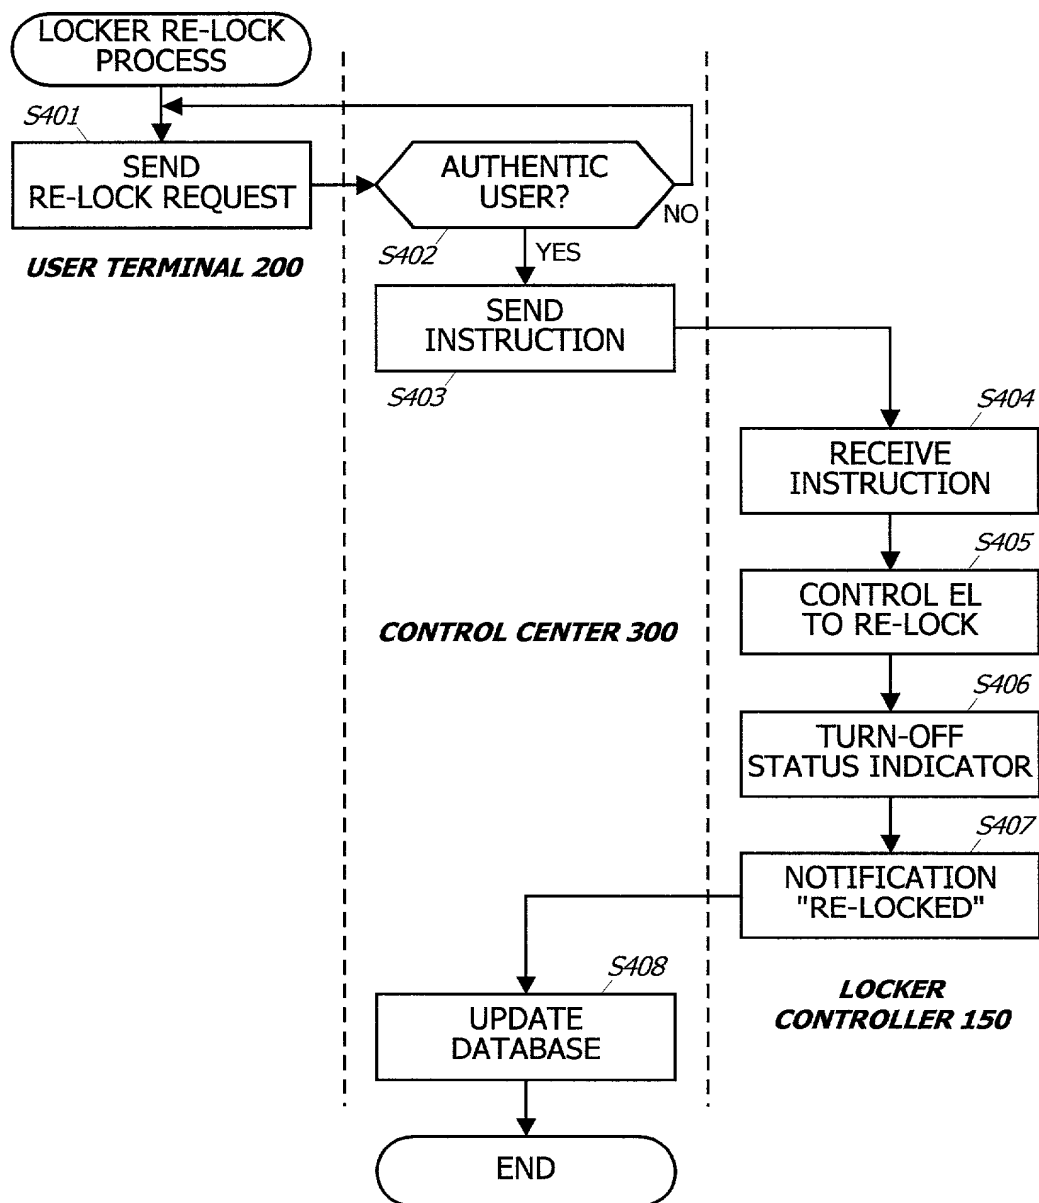 LOCKER RE-LOCK
PROCESS
S401
SEND
RE-LOCK REQUEST
USER TERMINAL 200
AUTHENTIC
USER?
NO
S402
YES
SEND
INSTRUCTION
S403
S404
RECEIVE
INSTRUCTION
S405
CONTROL EL
TO RE-LOCK
CONTROL CENTER 300
S406
TURN-OFF
STATUS INDICATOR
S407
NOTIFICATION
"RE-LOCKED"
LOCKER
CONTROLLER 150
S408
UPDATE
DATABASE
END